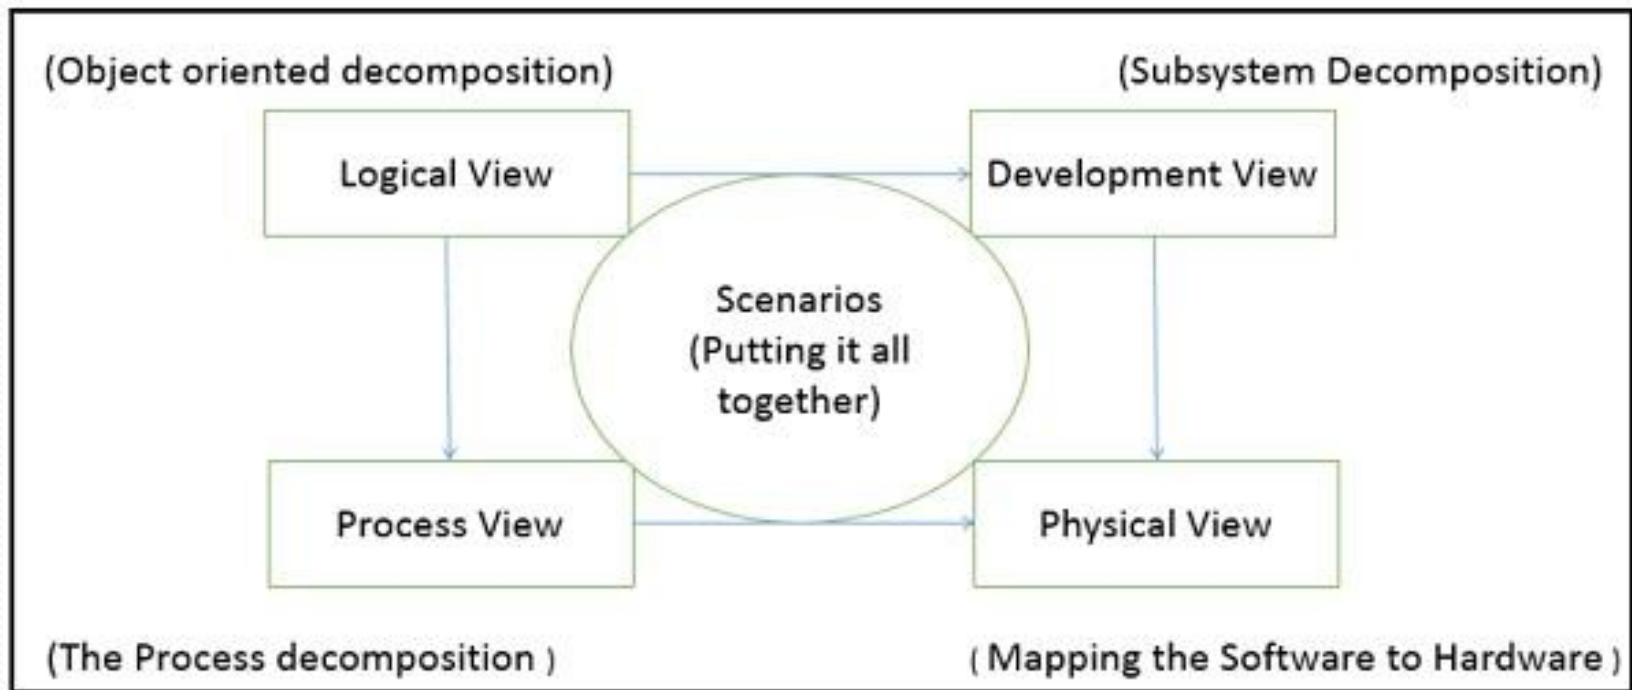 (Object oriented decomposition)
(Subsystem Decomposition)
Logical View
Development View
Scenarios
(Putting it all
together)
Process View
Physical View
(The Process decomposition )
( Mapping the Software to Hardware )